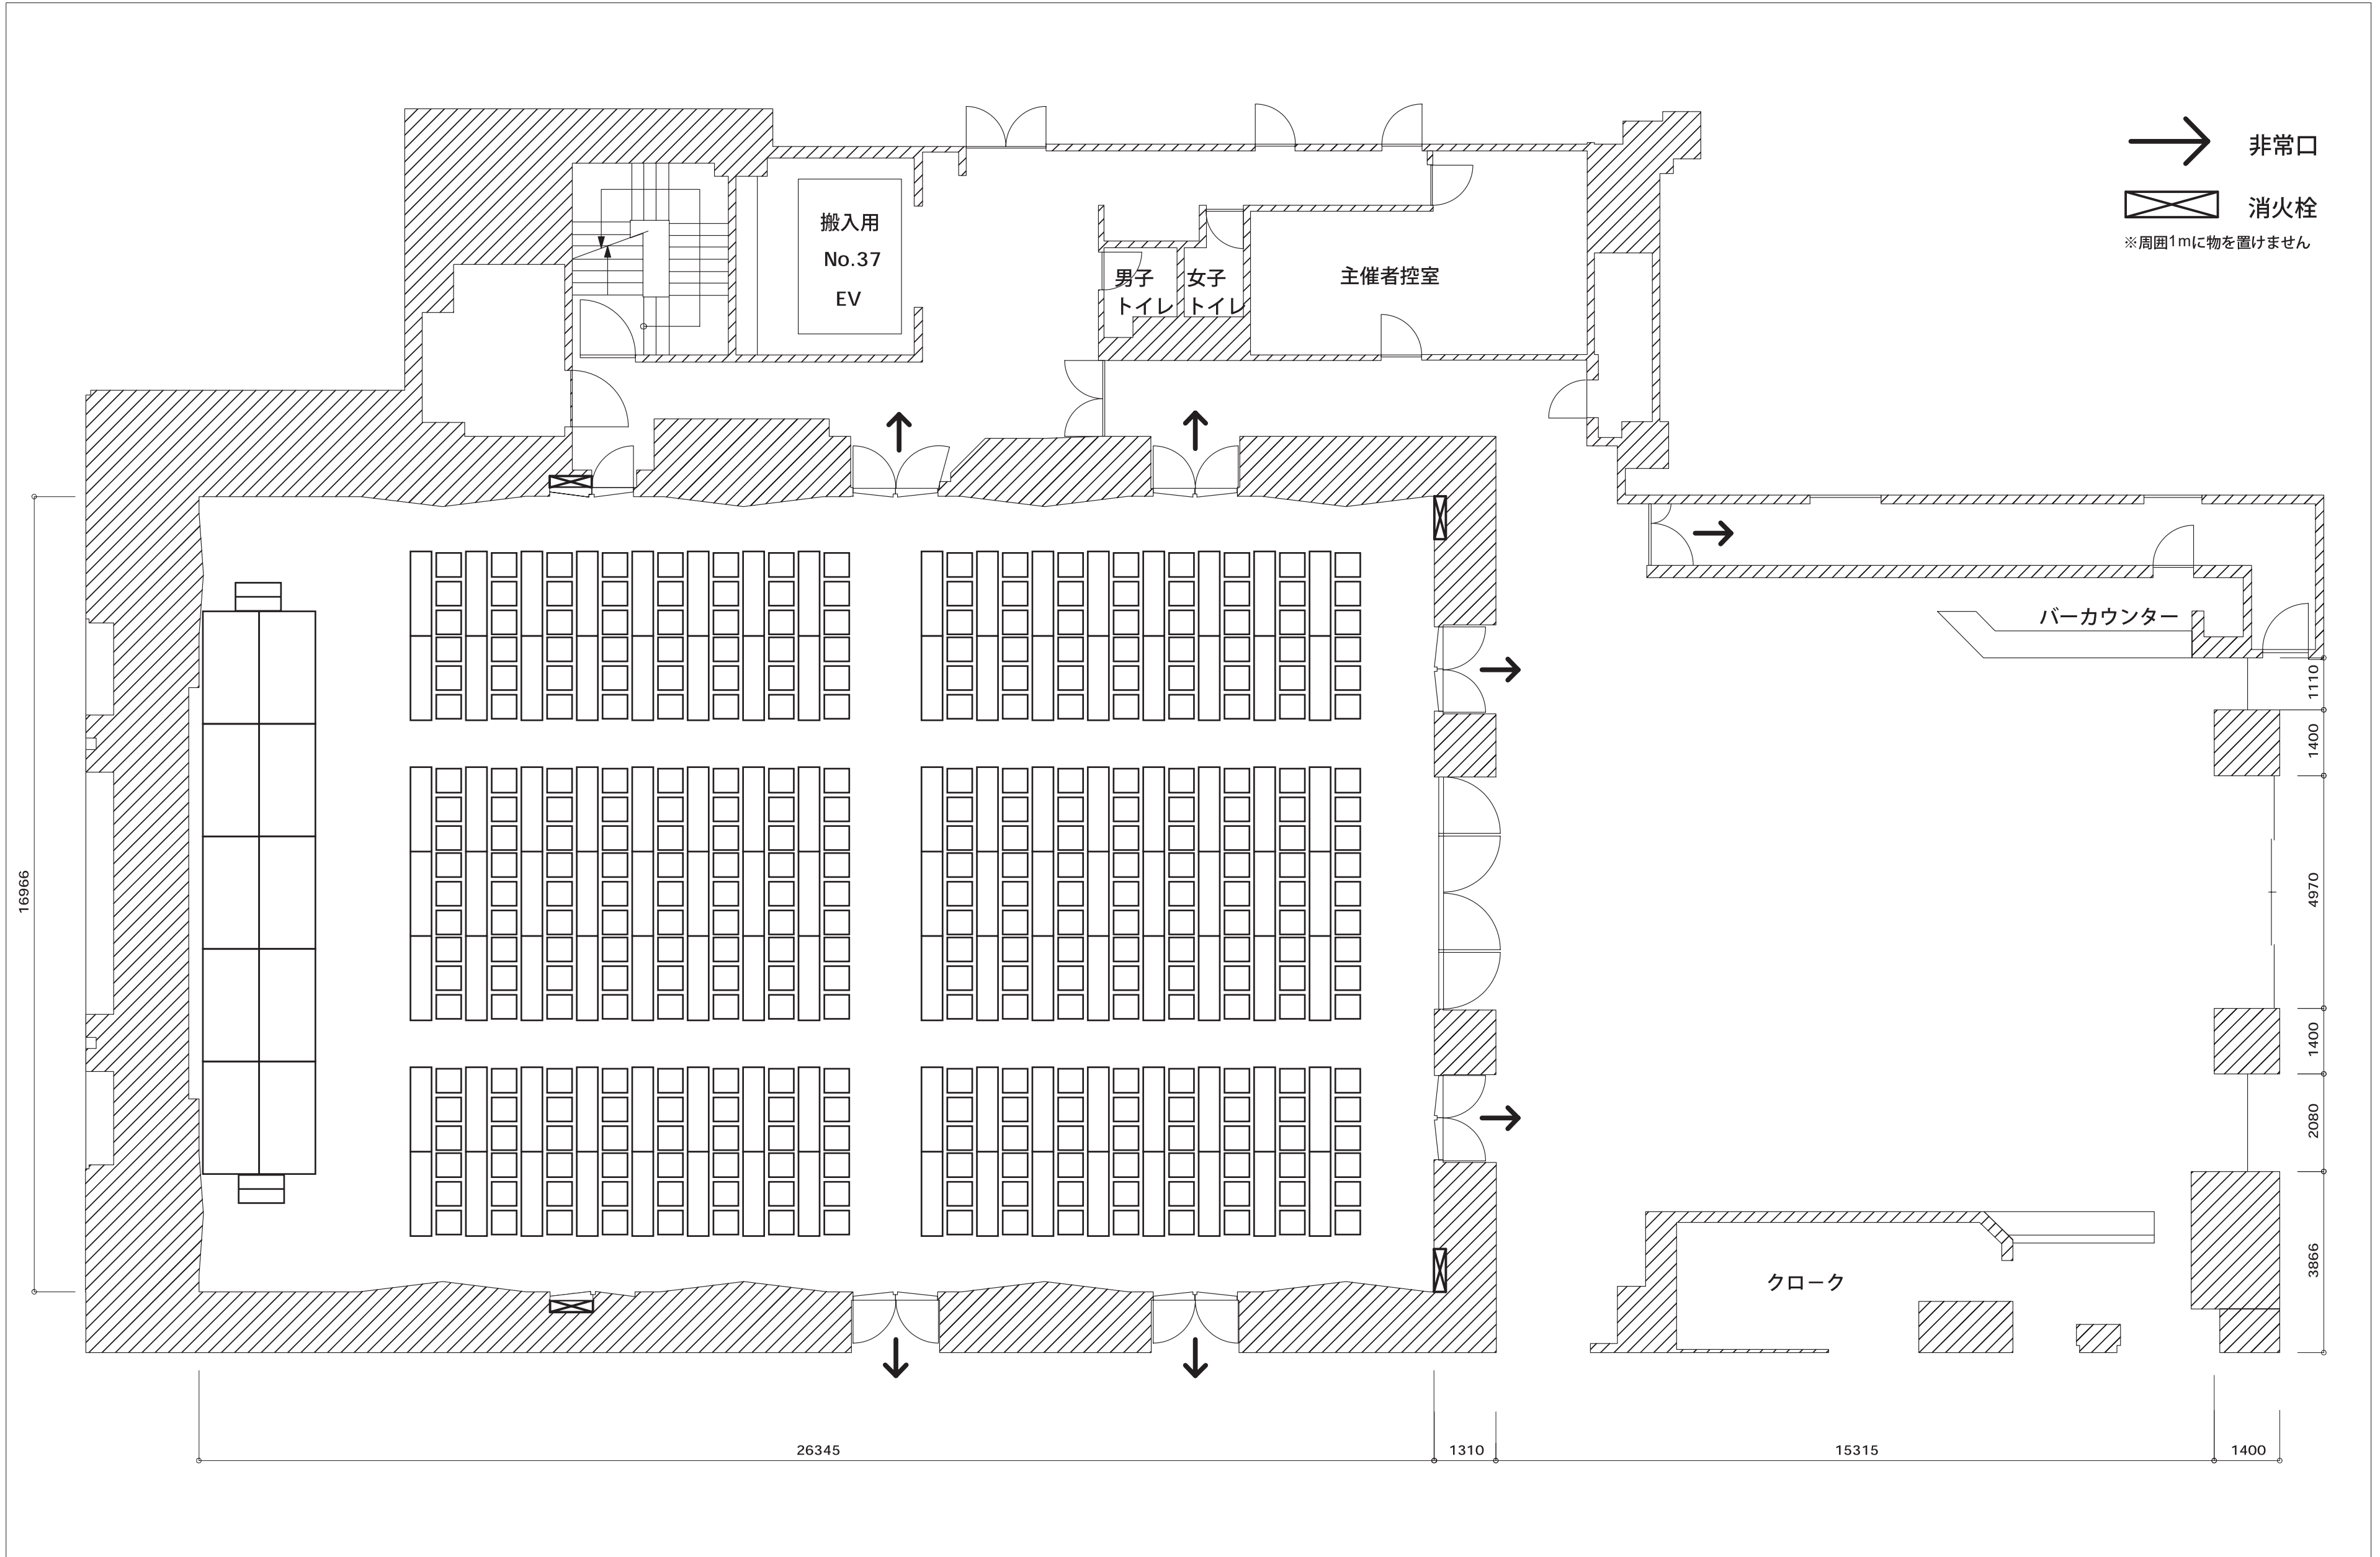 非常口
消火栓
※周囲1mに物を置けません
搬入用
No.37
EV
男子
トイレ
女子
トイレ
主催者控室
バーカウンター
クローク
16966
1110
1400
4970
1400
2080
3866
26345
1310
15315
1400